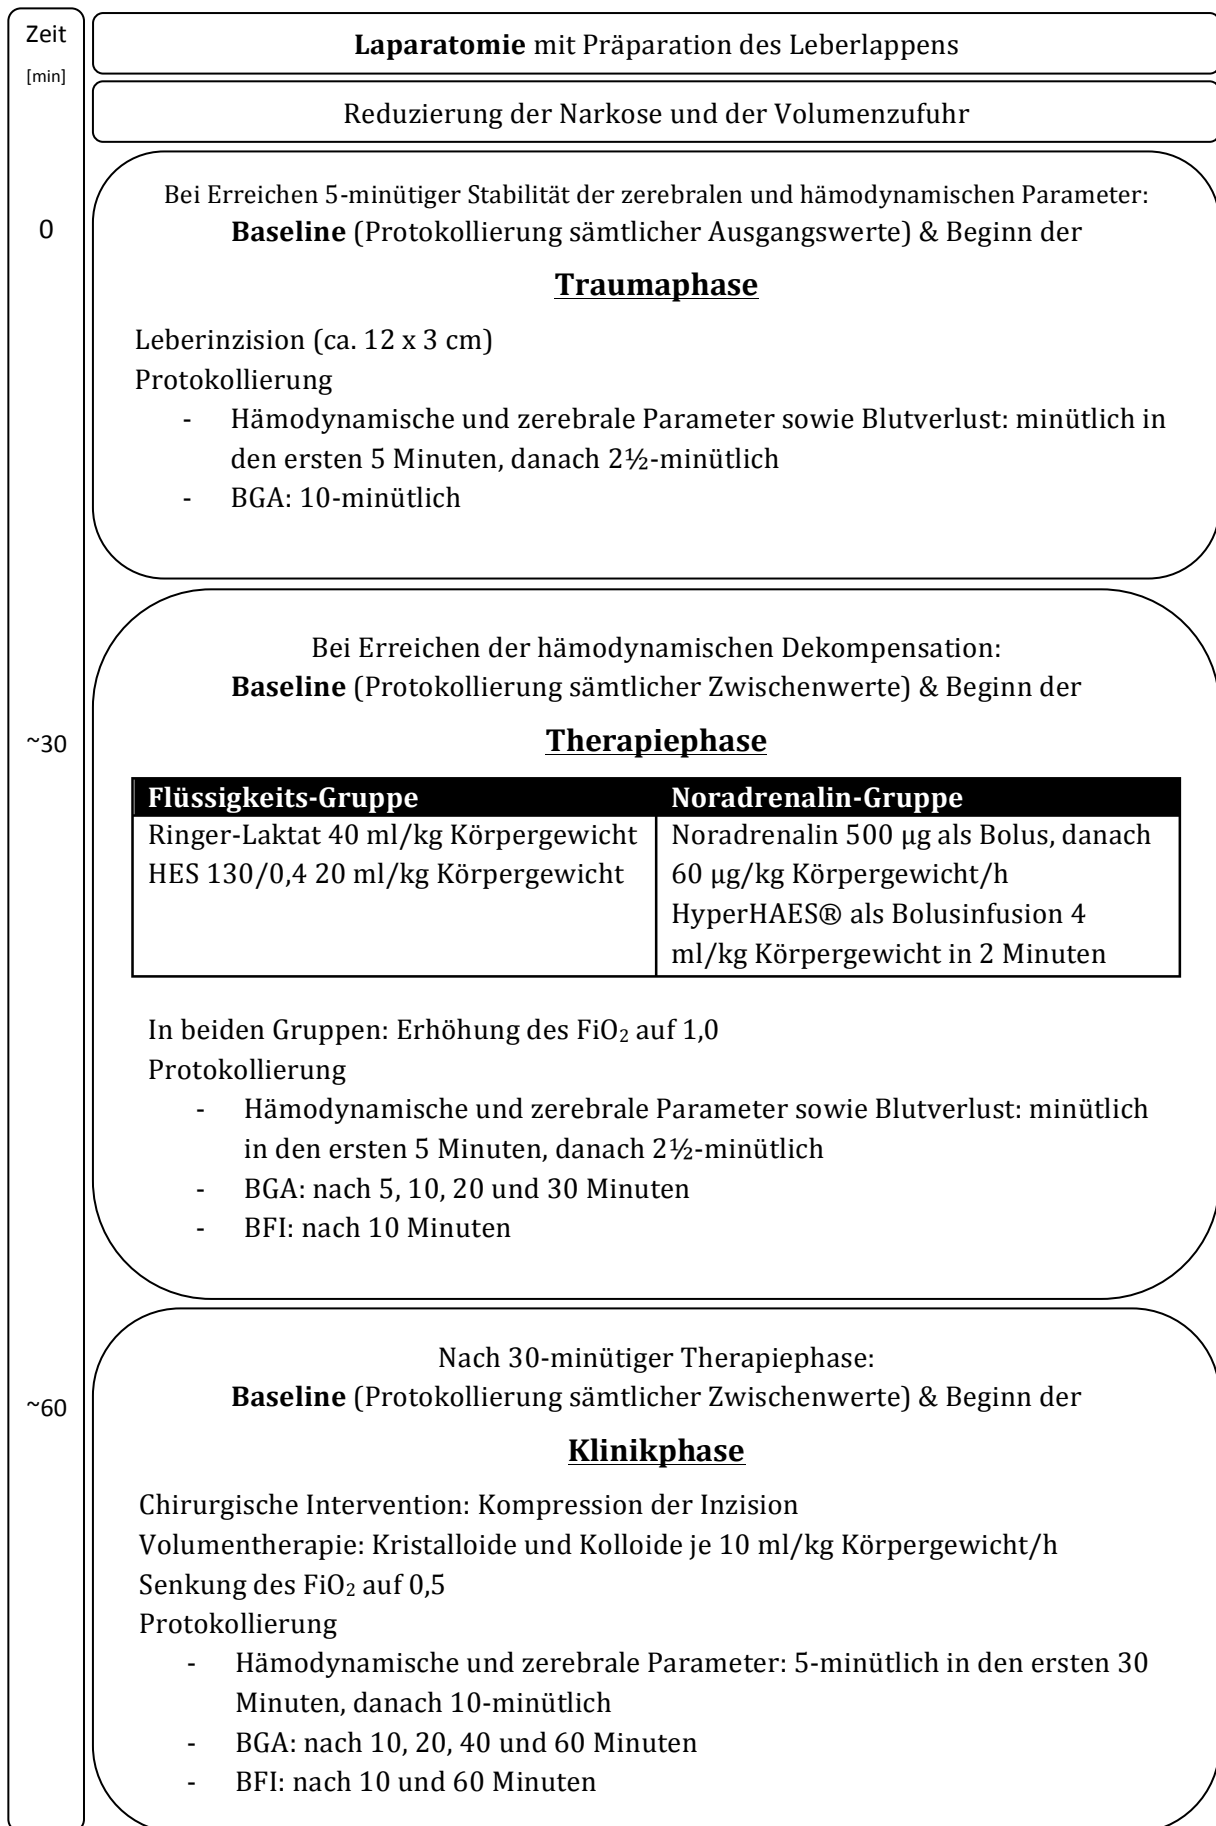 Zeit
[min]
Laparatomie mit Präparation des Leberlappens
Reduzierung der Narkose und der Volumenzufuhr
Bei Erreichen 5-minütiger Stabilität der zerebralen und hämodynamischen Parameter:
0
Baseline (Protokollierung sämtlicher Ausgangswerte) & Beginn der
Traumaphase
Leberinzision (ca. 12 x 3 cm)
Protokollierung
- Hämodynamische und zerebrale Parameter sowie Blutverlust: minütlich in
den ersten 5 Minuten, danach 2½-minütlich
- BGA: 10-minütlich
Bei Erreichen der hämodynamischen Dekompensation:
Baseline (Protokollierung sämtlicher Zwischenwerte) & Beginn der
~30
Therapiephase
Flüssigkeits-Gruppe
Ringer-Laktat 40 ml/kg Körpergewicht
HES 130/0,4 20 ml/kg Körpergewicht
Noradrenalin-Gruppe
Noradrenalin 500 µg als Bolus, danach
60 µg/kg Körpergewicht/h
HyperHAES® als Bolusinfusion 4
ml/kg Körpergewicht in 2 Minuten
In beiden Gruppen: Erhöhung des FiO₂ auf 1,0
Protokollierung
- Hämodynamische und zerebrale Parameter sowie Blutverlust: minütlich
in den ersten 5 Minuten, danach 2½-minütlich
- BGA: nach 5, 10, 20 und 30 Minuten
- BFI: nach 10 Minuten
Nach 30-minütiger Therapiephase:
~60
Baseline (Protokollierung sämtlicher Zwischenwerte) & Beginn der
Klinikphase
Chirurgische Intervention: Kompression der Inzision
Volumentherapie: Kristalloide und Kolloide je 10 ml/kg Körpergewicht/h
Senkung des FiO₂ auf 0,5
Protokollierung
- Hämodynamische und zerebrale Parameter: 5-minütlich in den ersten 30
Minuten, danach 10-minütlich
- BGA: nach 10, 20, 40 und 60 Minuten
- BFI: nach 10 und 60 Minuten